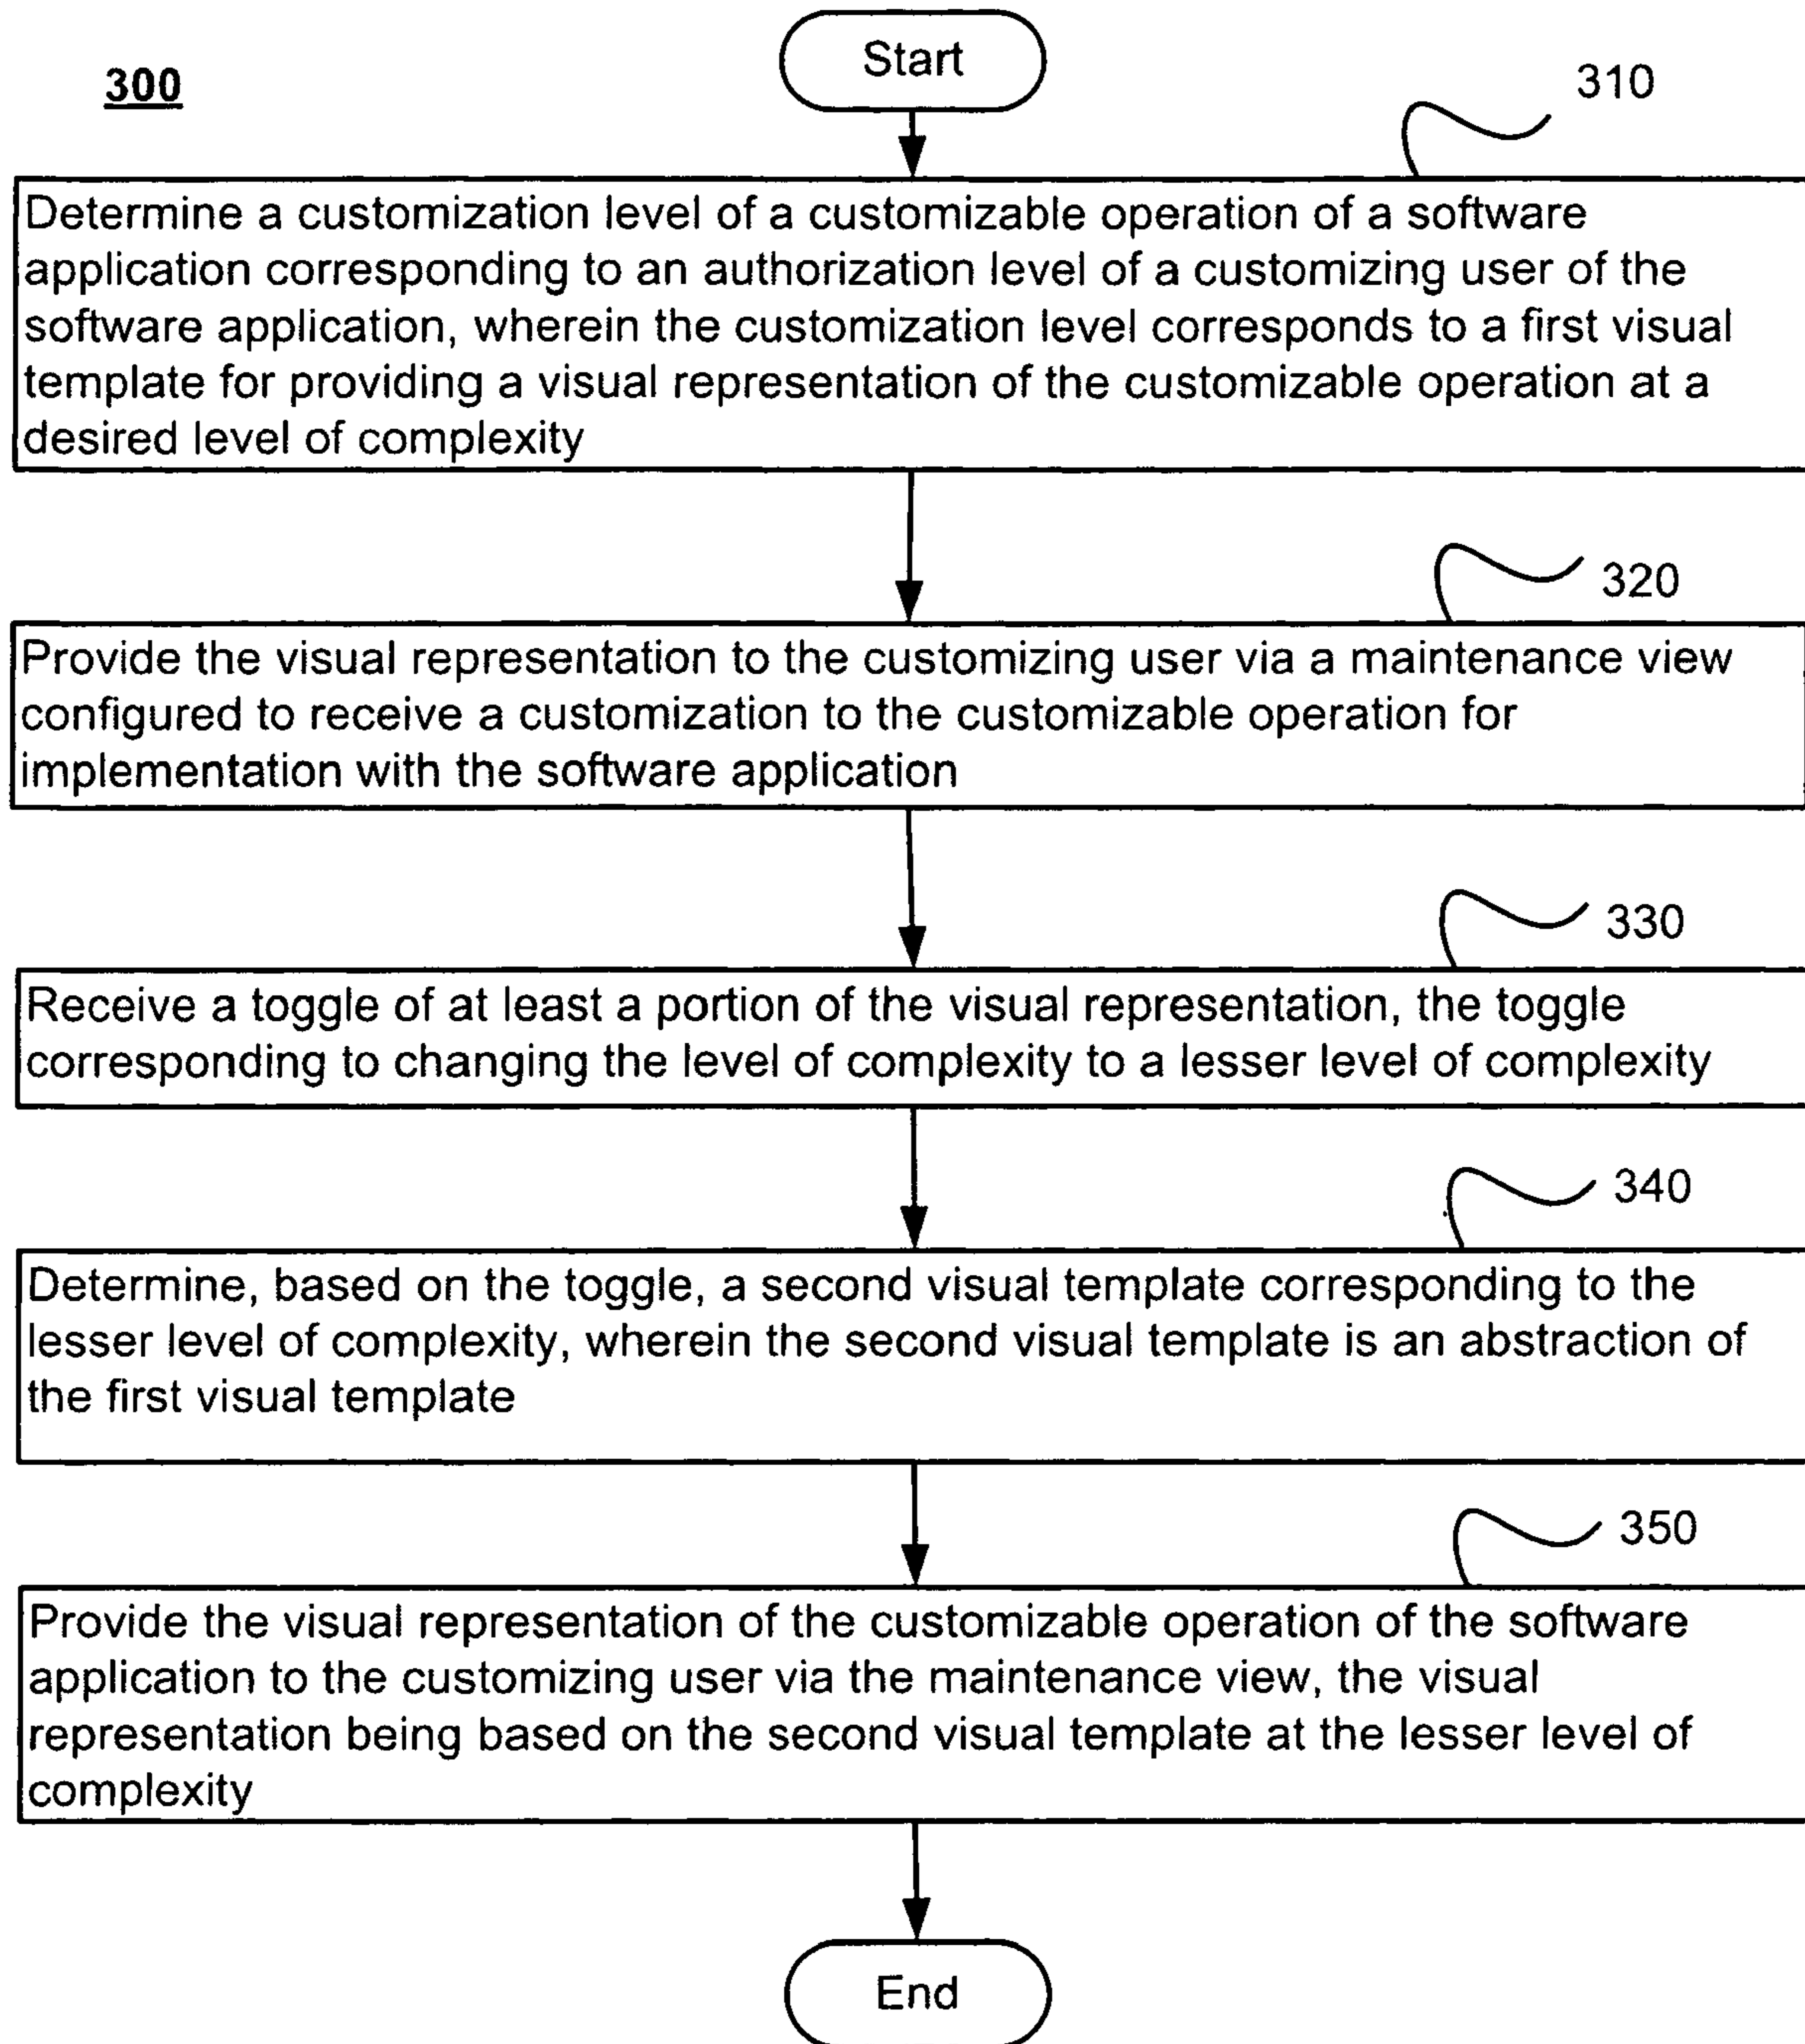 Start
300
310
Determine a customization level of a customizable operation of a software
application corresponding to an authorization level of a customizing user of the
software application, wherein the customization level corresponds to a first visual
template for providing a visual representation of the customizable operation at a
desired level of complexity
320
Provide the visual representation to the customizing user via a maintenance view
configured to receive a customization to the customizable operation for
implementation with the software application
330
Receive a toggle of at least a portion of the visual representation, the toggle
corresponding to changing the level of complexity to a lesser level of complexity
340
Determine, based on the toggle, a second visual template corresponding to the
lesser level of complexity, wherein the second visual template is an abstraction of
the first visual template
350
Provide the visual representation of the customizable operation of the software
application to the customizing user via the maintenance view, the visual
representation being based on the second visual template at the lesser level of
complexity
End